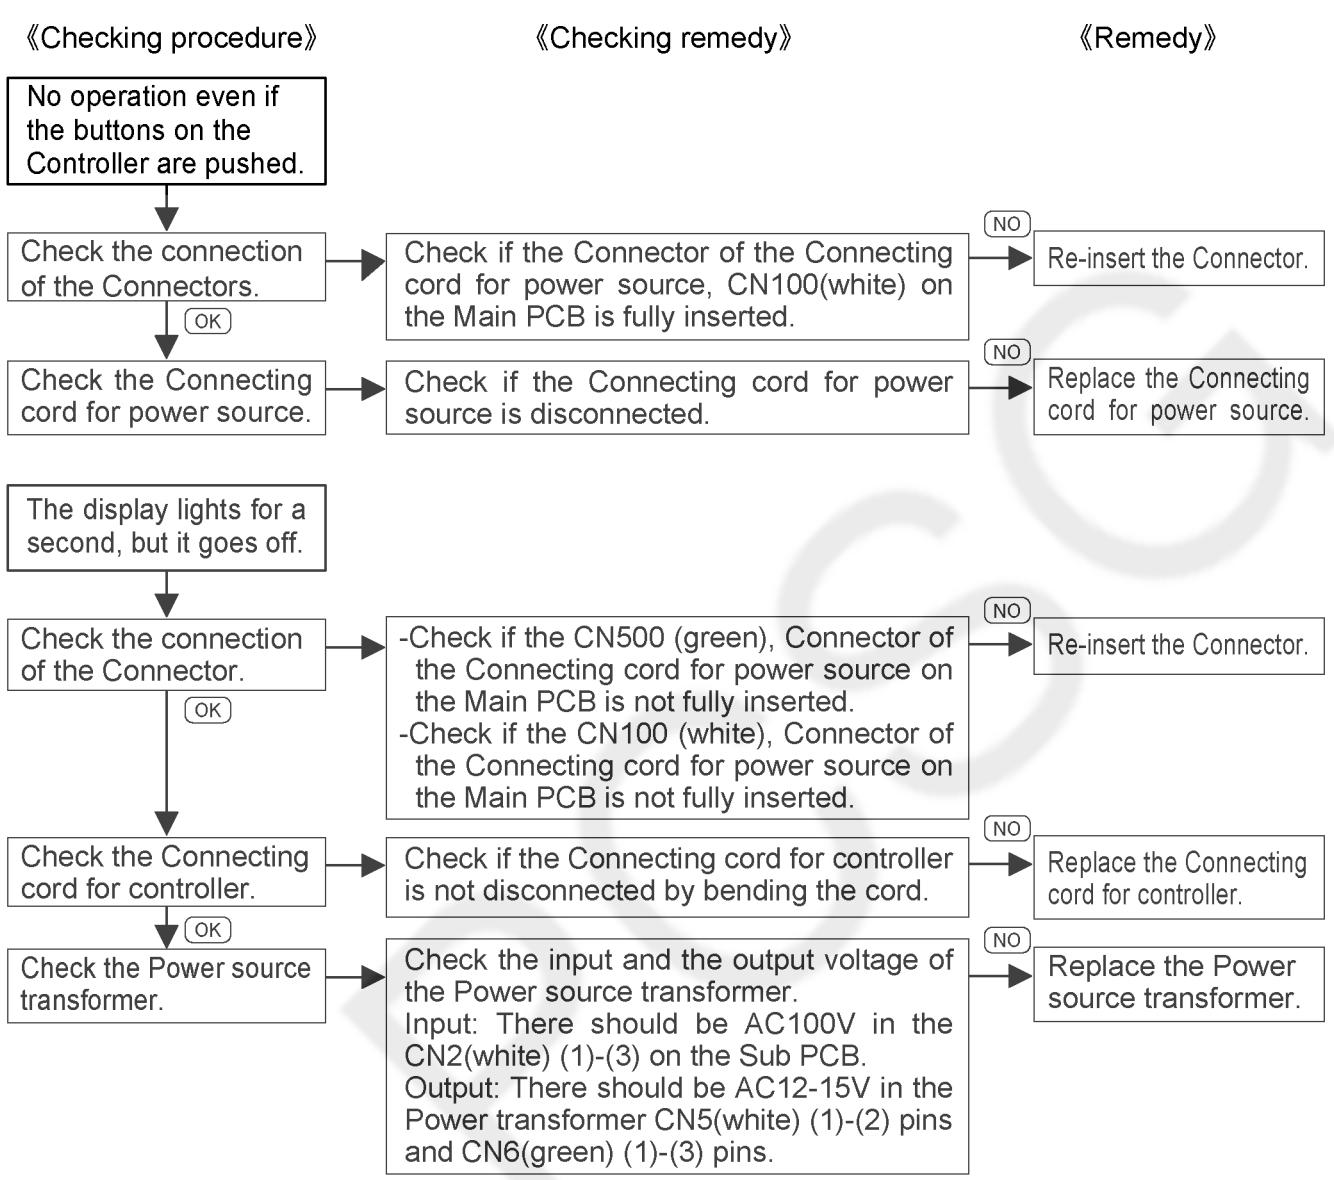 《Checking procedure》
《Checking remedy》
《Remedy》
No operation even if
the buttons on the
Controller are pushed.
Check the connection
of the Connectors.
Check if the Connector of the Connecting
cord for power source, CN100(white) on
the Main PCB is fully inserted.
NO
Re-insert the Connector.
OK
Check the Connecting
cord for power source.
Check if the Connecting cord for power
source is disconnected.
NO
Replace the Connecting
cord for power source.
The display lights for a
second, but it goes off.
Check the connection
of the Connector.
-Check if the CN500 (green), Connector of
the Connecting cord for power source on
the Main PCB is not fully inserted.
-Check if the CN100 (white), Connector of
the Connecting cord for power source on
the Main PCB is not fully inserted.
NO
Re-insert the Connector.
OK
Check the Connecting
cord for controller.
Check if the Connecting cord for controller
is not disconnected by bending the cord.
NO
Replace the Connecting
cord for controller.
OK
Check the Power source
transformer.
Check the input and the output voltage of
the Power source transformer.
Input: There should be AC100V in the
CN2(white) (1)-(3) on the Sub PCB.
Output: There should be AC12-15V in the
Power transformer CN5(white) (1)-(2) pins
and CN6(green) (1)-(3) pins.
NO
Replace the Power
source transformer.
PCSG